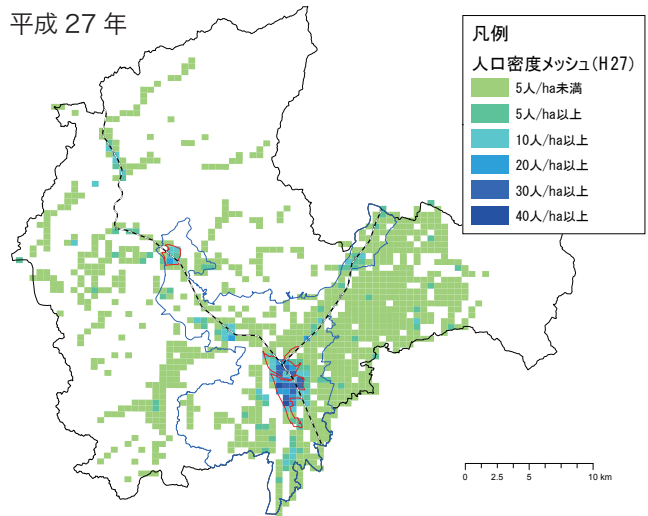 平成 27 年
凡例
人口密度メッシュ(H27)
5人/ha未満
5人/ha以上
10人/ha以上
20人/ha以上
30人/ha以上
40人/ha以上
0 2.5 5 10 km